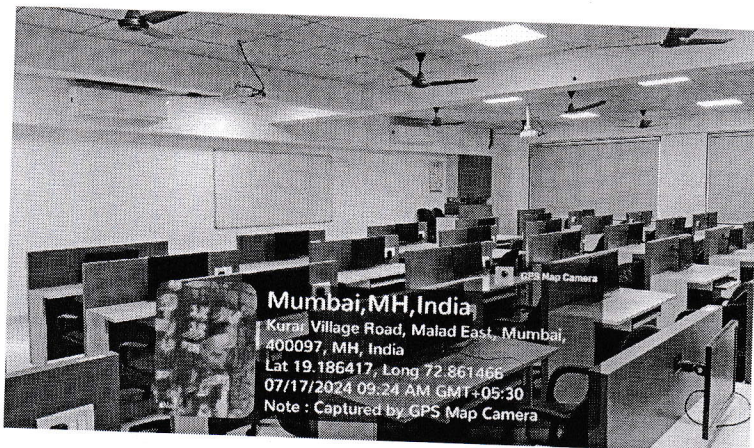 GPS Map Camera
Mumbai,MH,India
Kurar Village Road, Malad East, Mumbai,
400097, MH, India
Lat 19.186417, Long 72.861466
07/17/2024 09:24 AM GMT+05:30
Note : Captured by GPS Map Camera